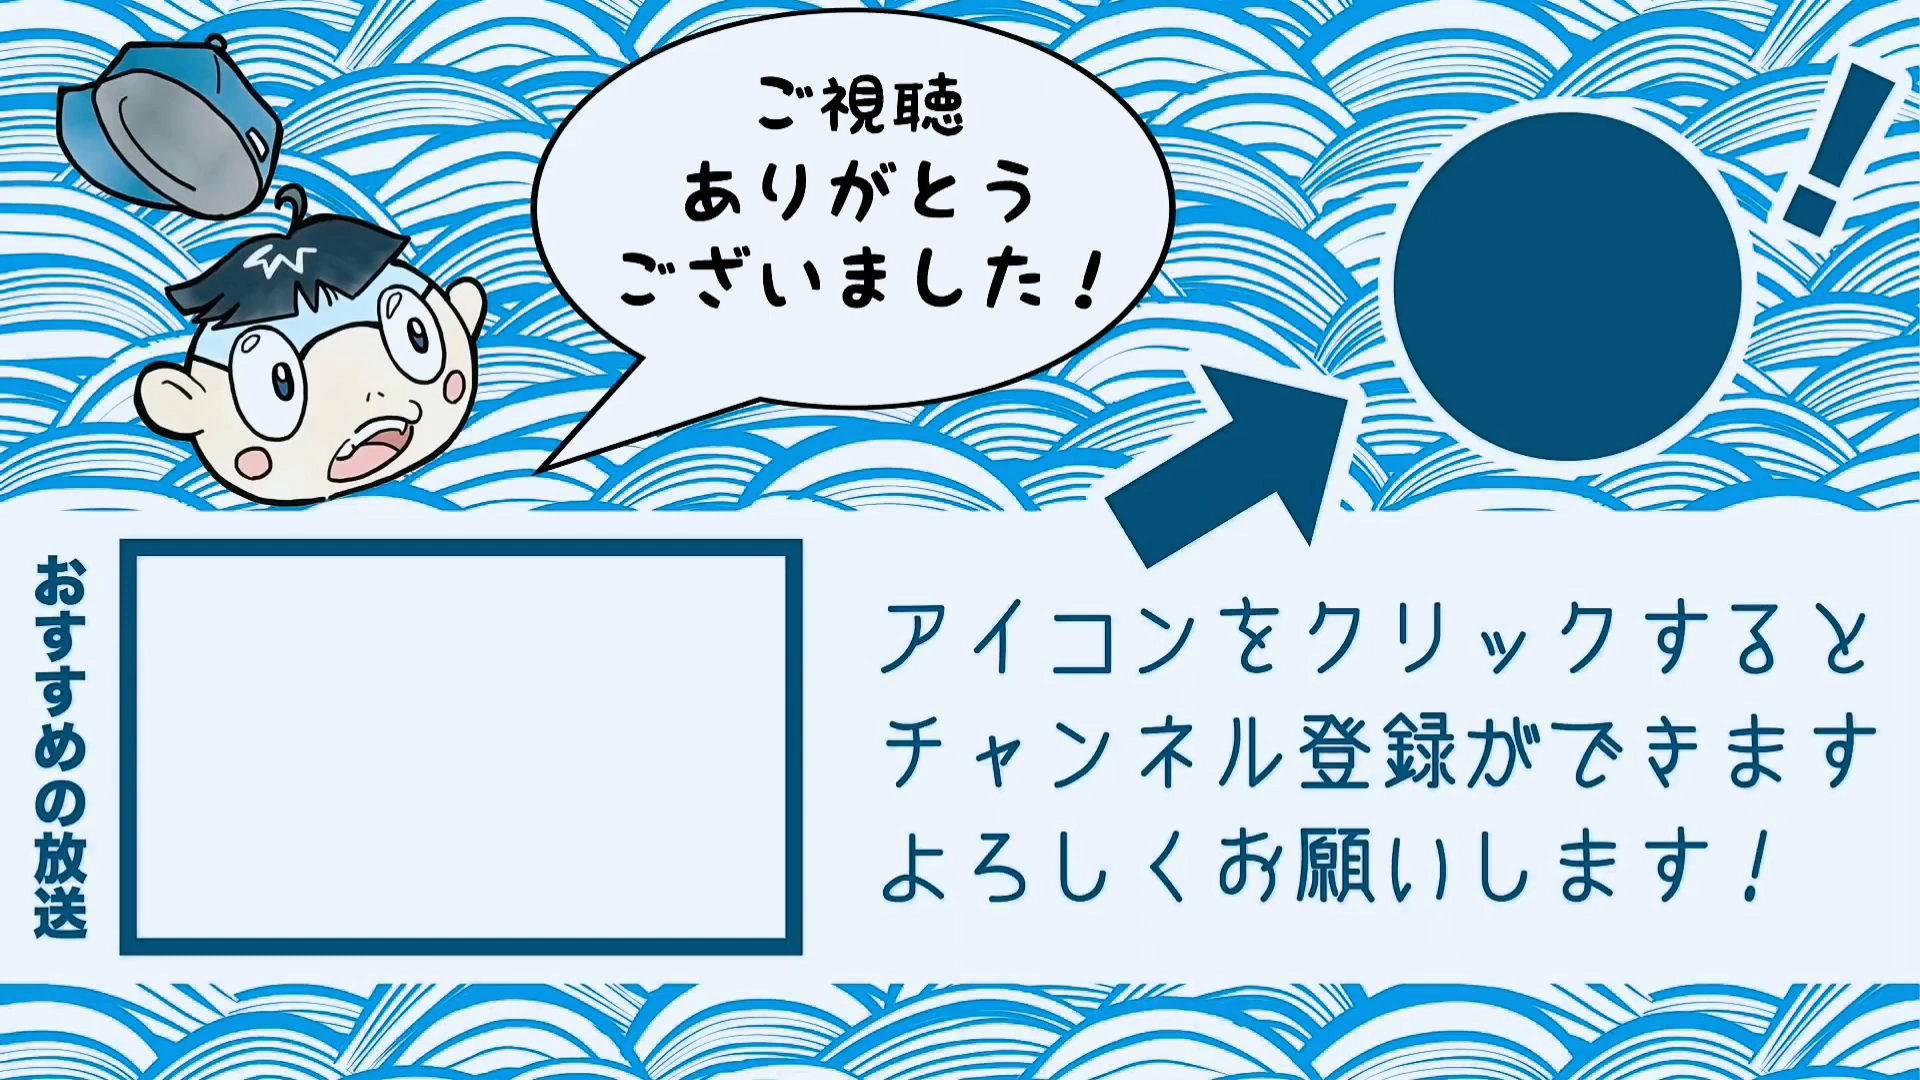 ご視聴
ありがとう
ございました！
おすすめの放送
アイコンをクリックすると
チャンネル登録ができます
よろしくお願いします！